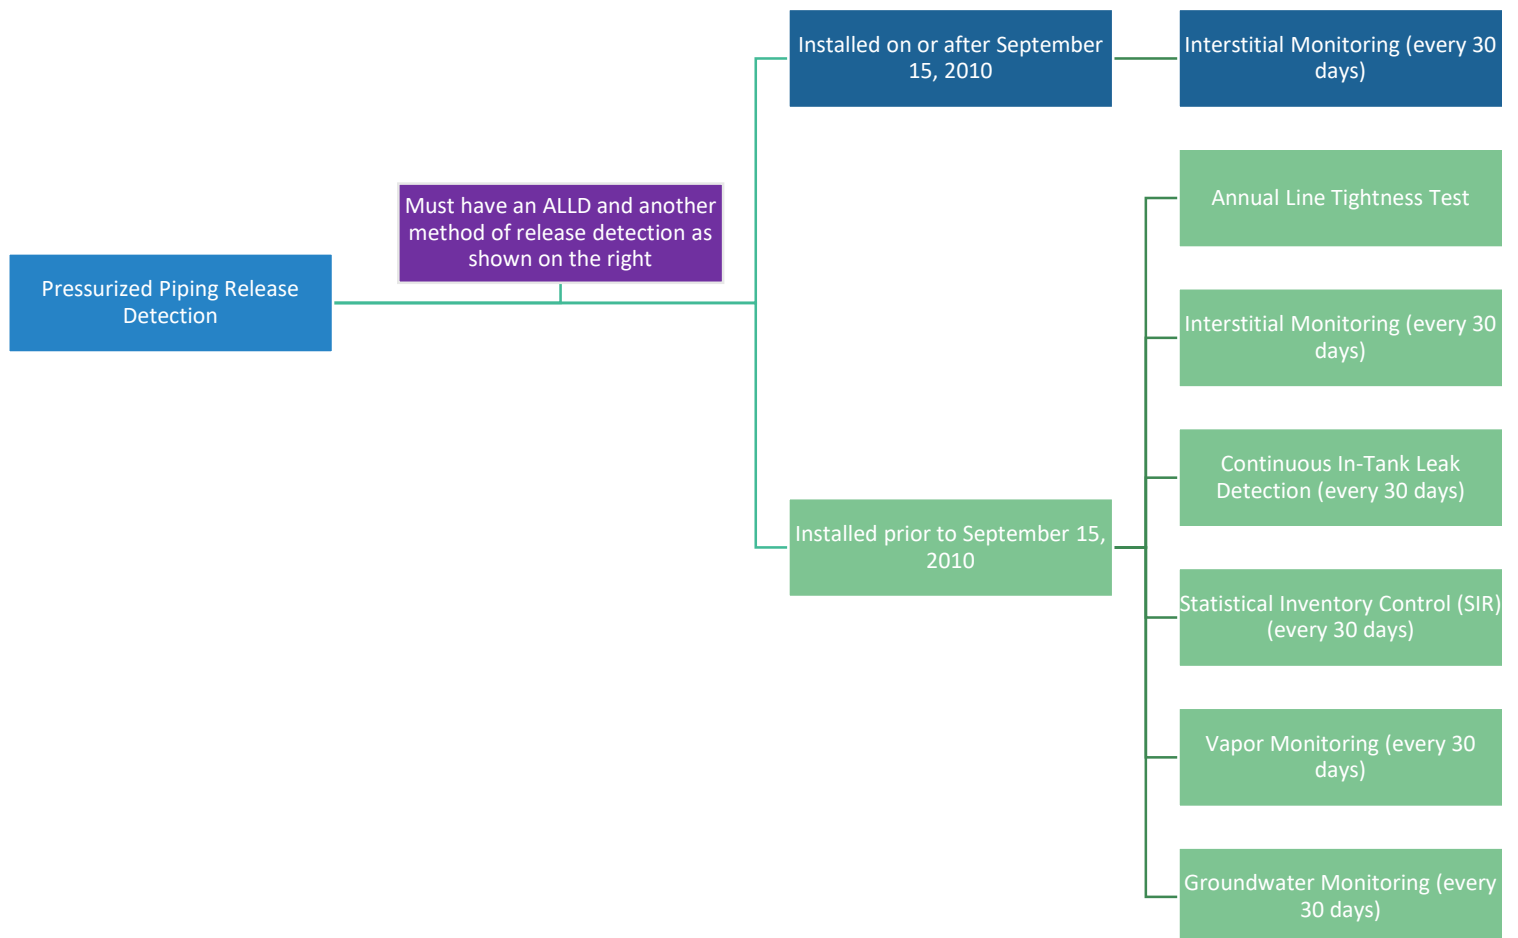 Pressurized Piping Release
Detection
Must have an ALLD and another
method of release detection as
shown on the right
Installed on or after September
15, 2010
Interstitial Monitoring (every 30
days)
Installed prior to September 15,
2010
Annual Line Tightness Test
Interstitial Monitoring (every 30
days)
Continuous In-Tank Leak
Detection (every 30 days)
Statistical Inventory Control (SIR)
(every 30 days)
Vapor Monitoring (every 30
days)
Groundwater Monitoring (every
30 days)